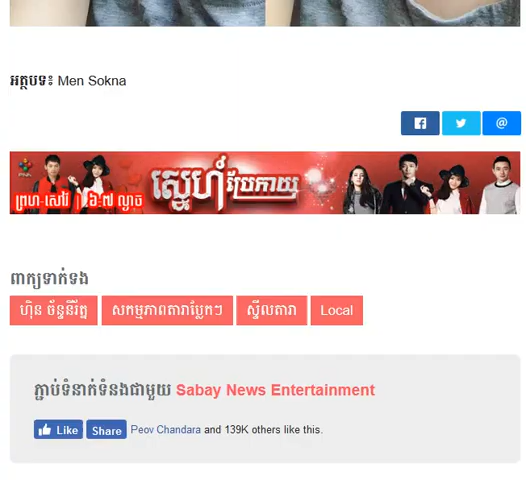 អត្ថបទ៖ Men Sokna
ព្រហ-សៅរ៍ | ៦-៧ ល្ងាច
ស្នេហ៍ប្រែកាយ
ពាក្យទាក់ទង
ហ៊ិន ច័ន្ទនីរ័ត្ន
សកម្មភាពតារាប្លែកៗ
ស្ទីលតារា
Local
ភ្ជាប់ទំនាក់ទំនងជាមួយ Sabay News Entertainment
Like Share Peov Chandara and 139K others like this.